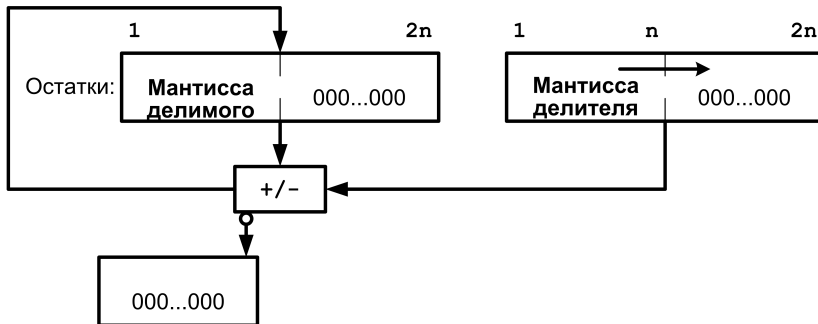 1 2n 1 n 2n
Остатки: Мантисса делимого 000...000 Мантисса делителя 000...000
+/-
000...000